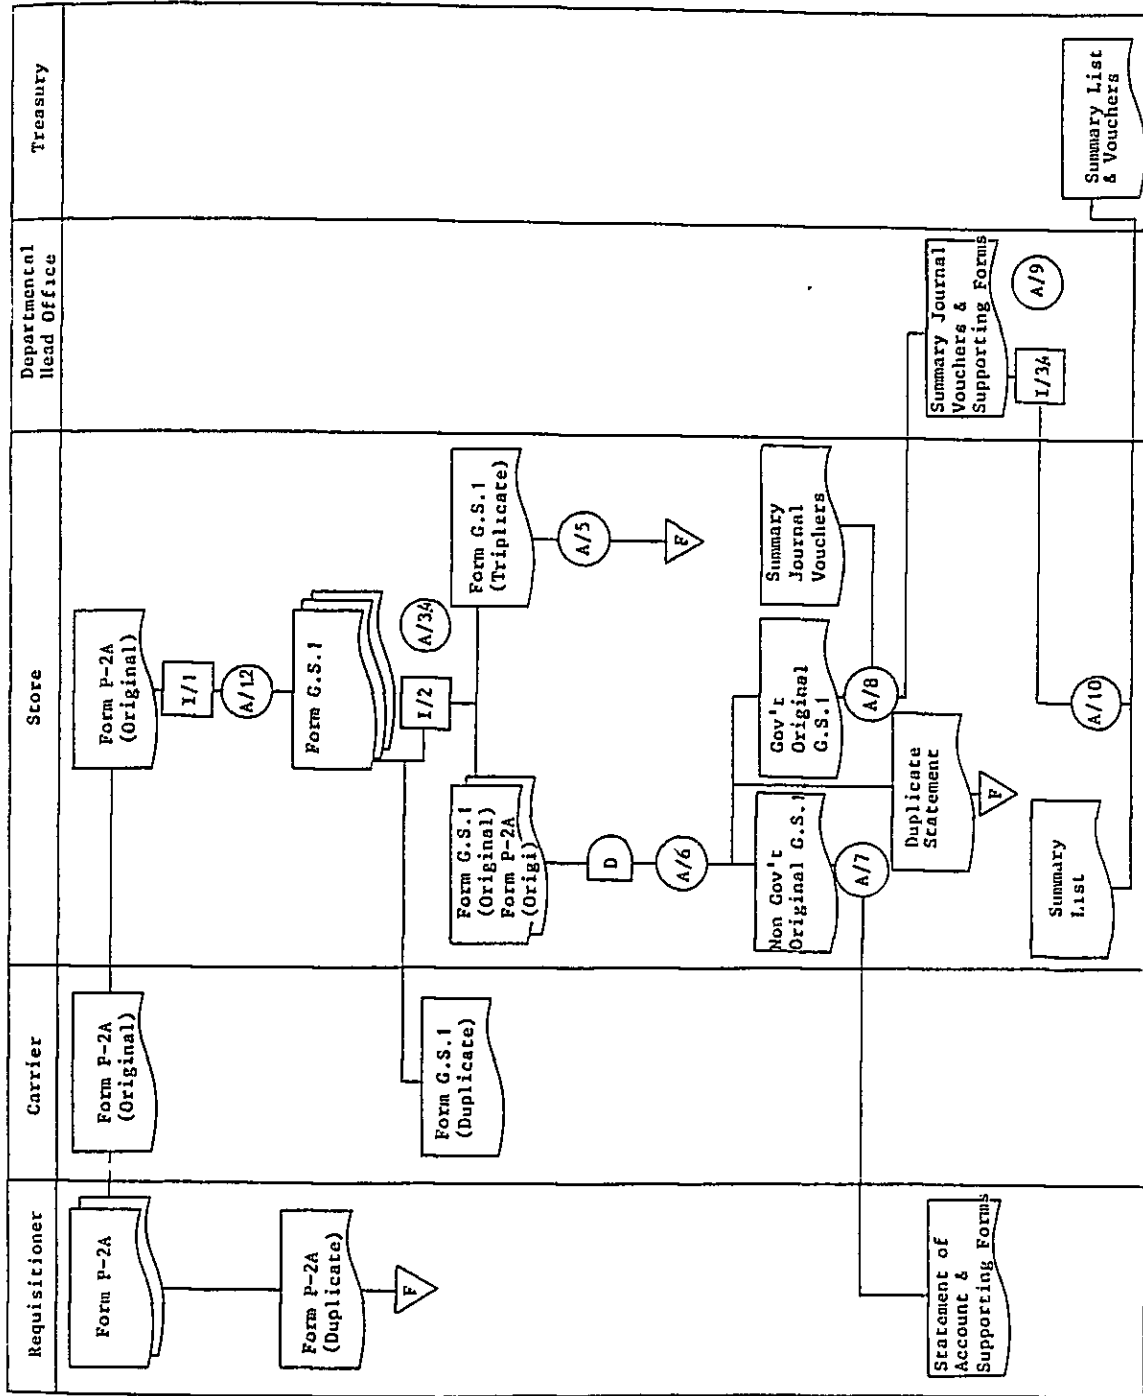 Requisitioner
Carrier
Store
Departmental
Head Office
Treasury
Form P-2A
Form P-2A
(Original)
Form P-2A
(Original)
I/1
A/12
Form P-2A
(Duplicate)
F
Form G.S.1
A/34
I/2
Form G.S.1
(Duplicate)
Form G.S.1
(Original)
Form P-2A
(Origi)
Form G.S.1
(Triplicate)
D
A/5
A/6
F
Non Gov't
Original G.S.1
Gov't
Original
G.S.1
Summary
Journal
Vouchers
A/7
A/8
Statement of
Account &
Supporting Forms
Duplicate
Statement
F
Summary Journal
Vouchers &
Supporting Forms
I/34
A/9
Summary
List
A/10
Summary List
& Vouchers